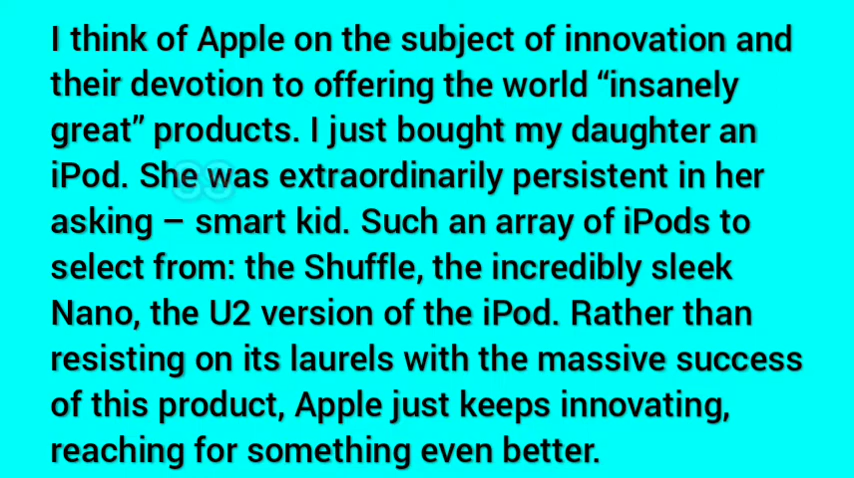 I think of Apple on the subject of innovation and
their devotion to offering the world “insanely
great” products. I just bought my daughter an
iPod. She was extraordinarily persistent in her
asking – smart kid. Such an array of iPods to
select from: the Shuffle, the incredibly sleek
Nano, the U2 version of the iPod. Rather than
resisting on its laurels with the massive success
of this product, Apple just keeps innovating,
reaching for something even better.